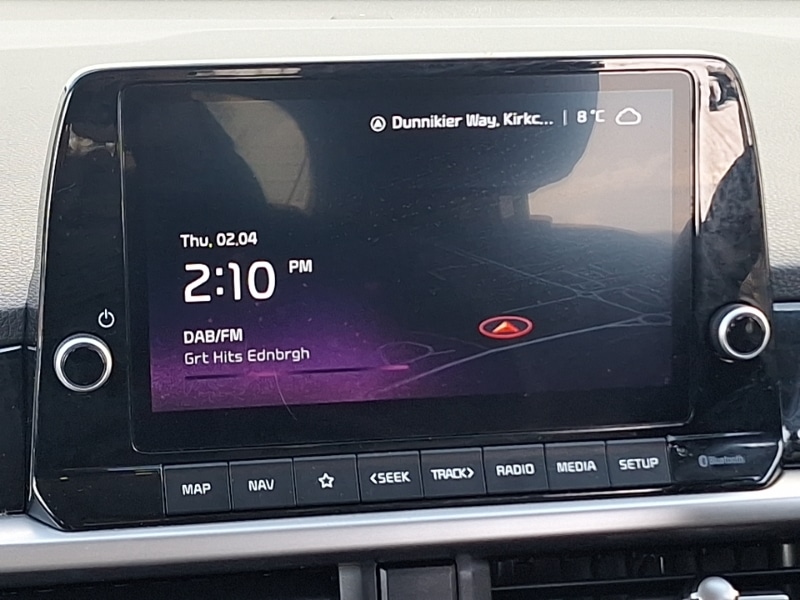 Dunnikier Way, Kirkc... | 8°C
Thu, 02.04
2:10 PM
DAB/FM
Grt Hits Ednbrgh
MAP NAV <SEEK TRACK> RADIO MEDIA SETUP Bluetooth